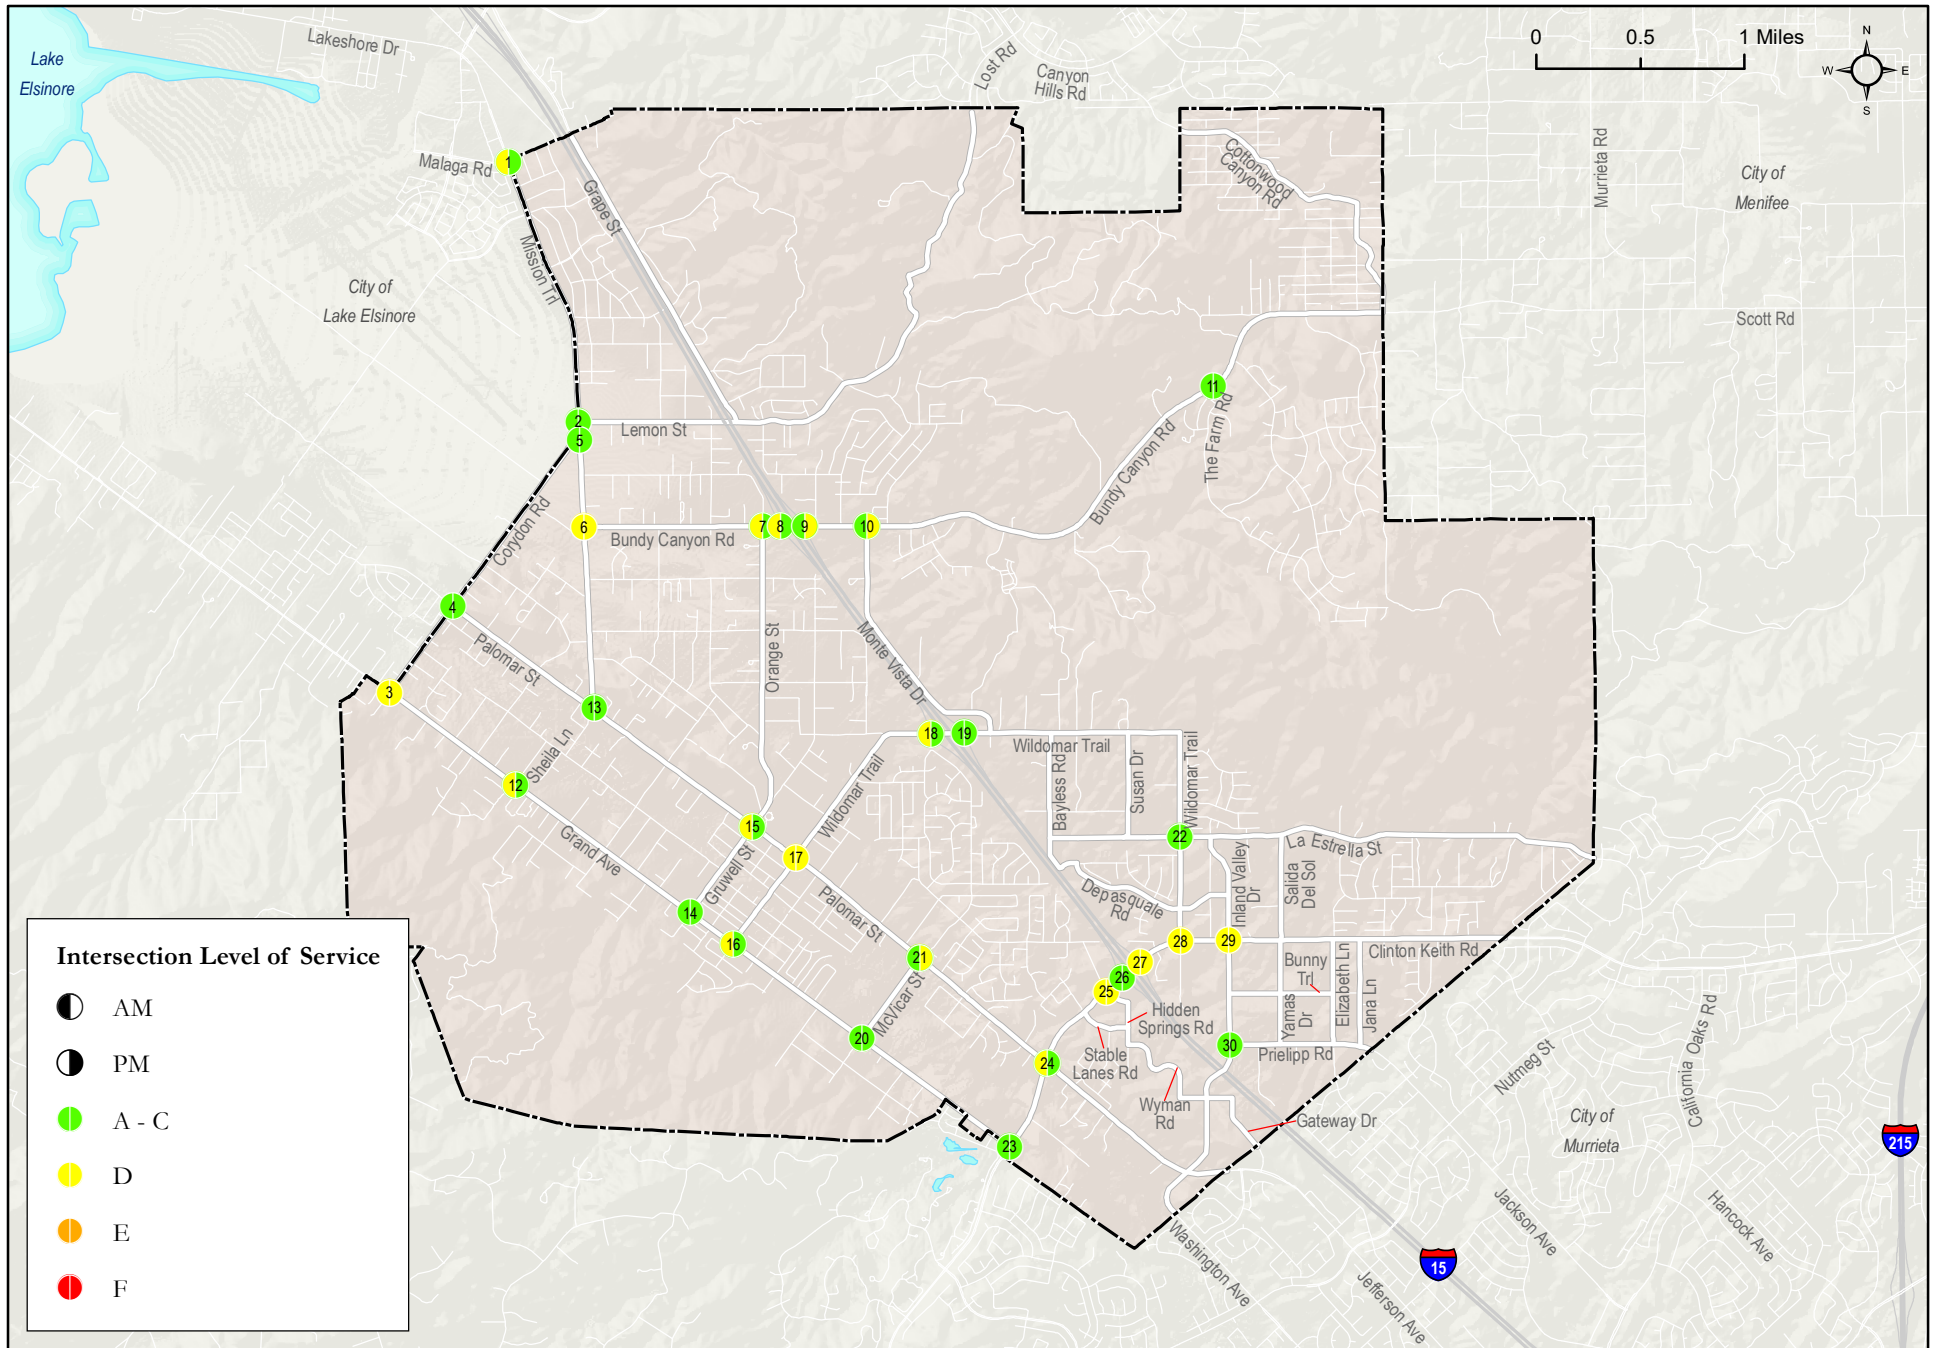 Lake
Elsinore
Lakeshore Dr
Lost Rd
Canyon
Hills Rd
0
0.5
1 Miles
N
W
E
S
1
Malaga Rd
Grape St
Mission Trl
Cottonwood
Canyon Rd
Murrieta Rd
City of
Menifee
City of
Lake Elsinore
Scott Rd
2
5
Lemon St
11
The Farm Rd
Bundy Canyon Rd
Corydon Rd
6
Bundy Canyon Rd
7
8
9
10
4
Palomar St
Orange St
Monte Vista Dr
3
13
Sheila Ln
12
18
19
Wildomar Trail
Wildomar Trail
Bayless Rd
Susan Dr
Wildomar Trail
15
17
Gruwell St
Grand Ave
14
16
Palomar St
22
La Estrella St
Inland Valley
Dr
Salida
Del Sol
Depasquale
Rd
21
McVicar St
20
28
29
27
26
25
Clinton Keith Rd
Bunny
Trl
Elizabeth Ln
Jana Ln
Yamas
Dr
Hidden
Springs Rd
Stable
Lanes Rd
24
30
Prielipp Rd
Wyman
Rd
Gateway Dr
23
Nutmeg St
California Oaks Rd
City of
Murrieta
215
15
Jackson Ave
Hancock Ave
Washington Ave
Jefferson Ave
Intersection Level of Service
AM
PM
A - C
D
E
F